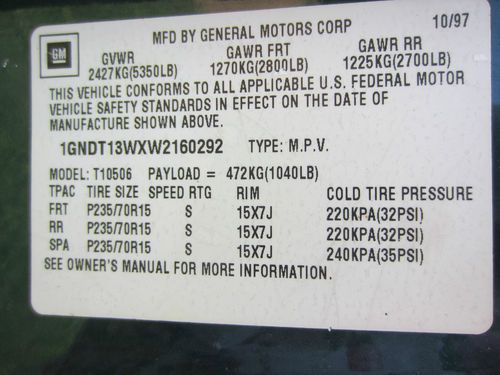 GM
MFD BY GENERAL MOTORS CORP 10/97
GVWR GAWR FRT GAWR RR
2427KG(5350LB) 1270KG(2800LB) 1225KG(2700LB)
THIS VEHICLE CONFORMS TO ALL APPLICABLE U.S. FEDERAL MOTOR
VEHICLE SAFETY STANDARDS IN EFFECT ON THE DATE OF
MANUFACTURE SHOWN ABOVE.
1GNDT13WXW2160292 TYPE: M.P.V.
MODEL: T10506 PAYLOAD = 472KG(1040LB)
TPAC TIRE SIZE SPEED RTG RIM COLD TIRE PRESSURE
FRT P235/70R15 S 15X7J 220KPA(32PSI)
RR P235/70R15 S 15X7J 220KPA(32PSI)
SPA P235/70R15 S 15X7J 240KPA(35PSI)
SEE OWNER'S MANUAL FOR MORE INFORMATION.